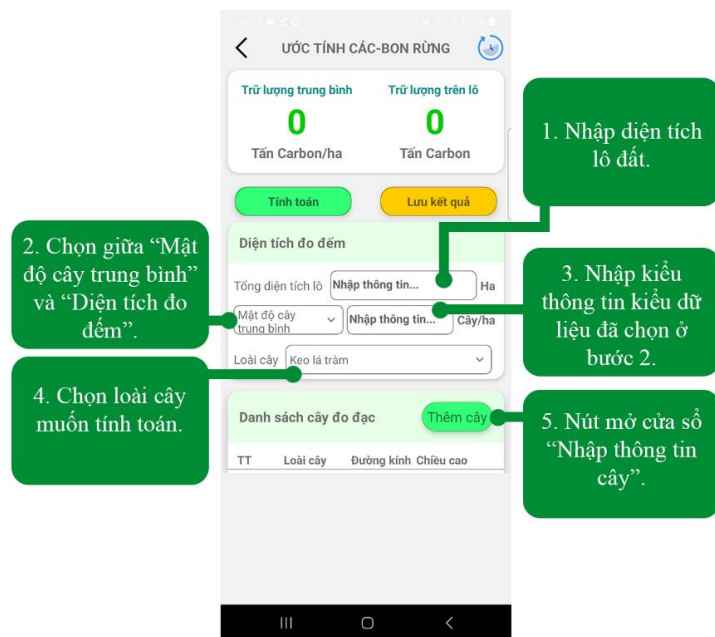 ƯỚC TÍNH CÁC-BON RỪNG
Trữ lượng trung bình
Trữ lượng trên lô
0
0
Tấn Carbon/ha
Tấn Carbon
Tính toán
Lưu kết quả
Diện tích đo đếm
Tổng diện tích lô
Nhập thông tin...
Ha
Mật độ cây
trung bình
Nhập thông tin...
Cây/ha
Loài cây
Keo lá tràm
Danh sách cây đo đạc
Thêm cây
TT
Loài cây
Đường kính
Chiều cao
1. Nhập diện tích
lô đất.
2. Chọn giữa “Mật
độ cây trung bình”
và “Diện tích đo
đếm”.
3. Nhập kiểu
thông tin kiểu dữ
liệu đã chọn ở
bước 2.
4. Chọn loài cây
muốn tính toán.
5. Nút mở cửa sổ
“Nhập thông tin
cây”.